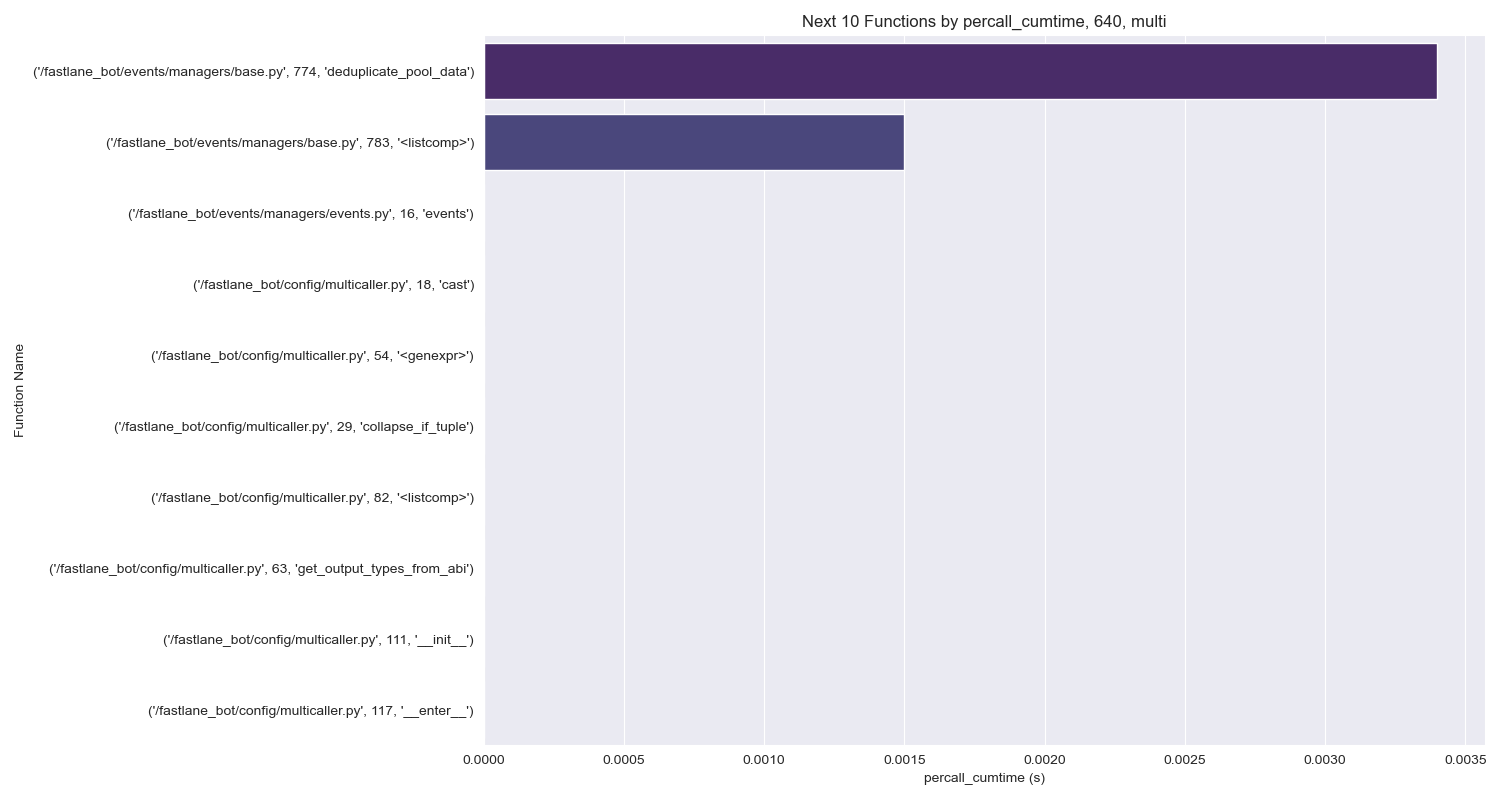 Next 10 Functions by percall_cumtime, 640, multi
('/fastlane_bot/events/managers/base.py', 774, 'deduplicate_pool_data')
('/fastlane_bot/events/managers/base.py', 783, '<listcomp>')
('/fastlane_bot/events/managers/events.py', 16, 'events')
('/fastlane_bot/config/multicaller.py', 18, 'cast')
('/fastlane_bot/config/multicaller.py', 54, '<genexpr>')
('/fastlane_bot/config/multicaller.py', 29, 'collapse_if_tuple')
('/fastlane_bot/config/multicaller.py', 82, '<listcomp>')
('/fastlane_bot/config/multicaller.py', 63, 'get_output_types_from_abi')
('/fastlane_bot/config/multicaller.py', 111, '__init__')
('/fastlane_bot/config/multicaller.py', 117, '__enter__')
Function Name
0.0000 0.0005 0.0010 0.0015 0.0020 0.0025 0.0030 0.0035
percall_cumtime (s)